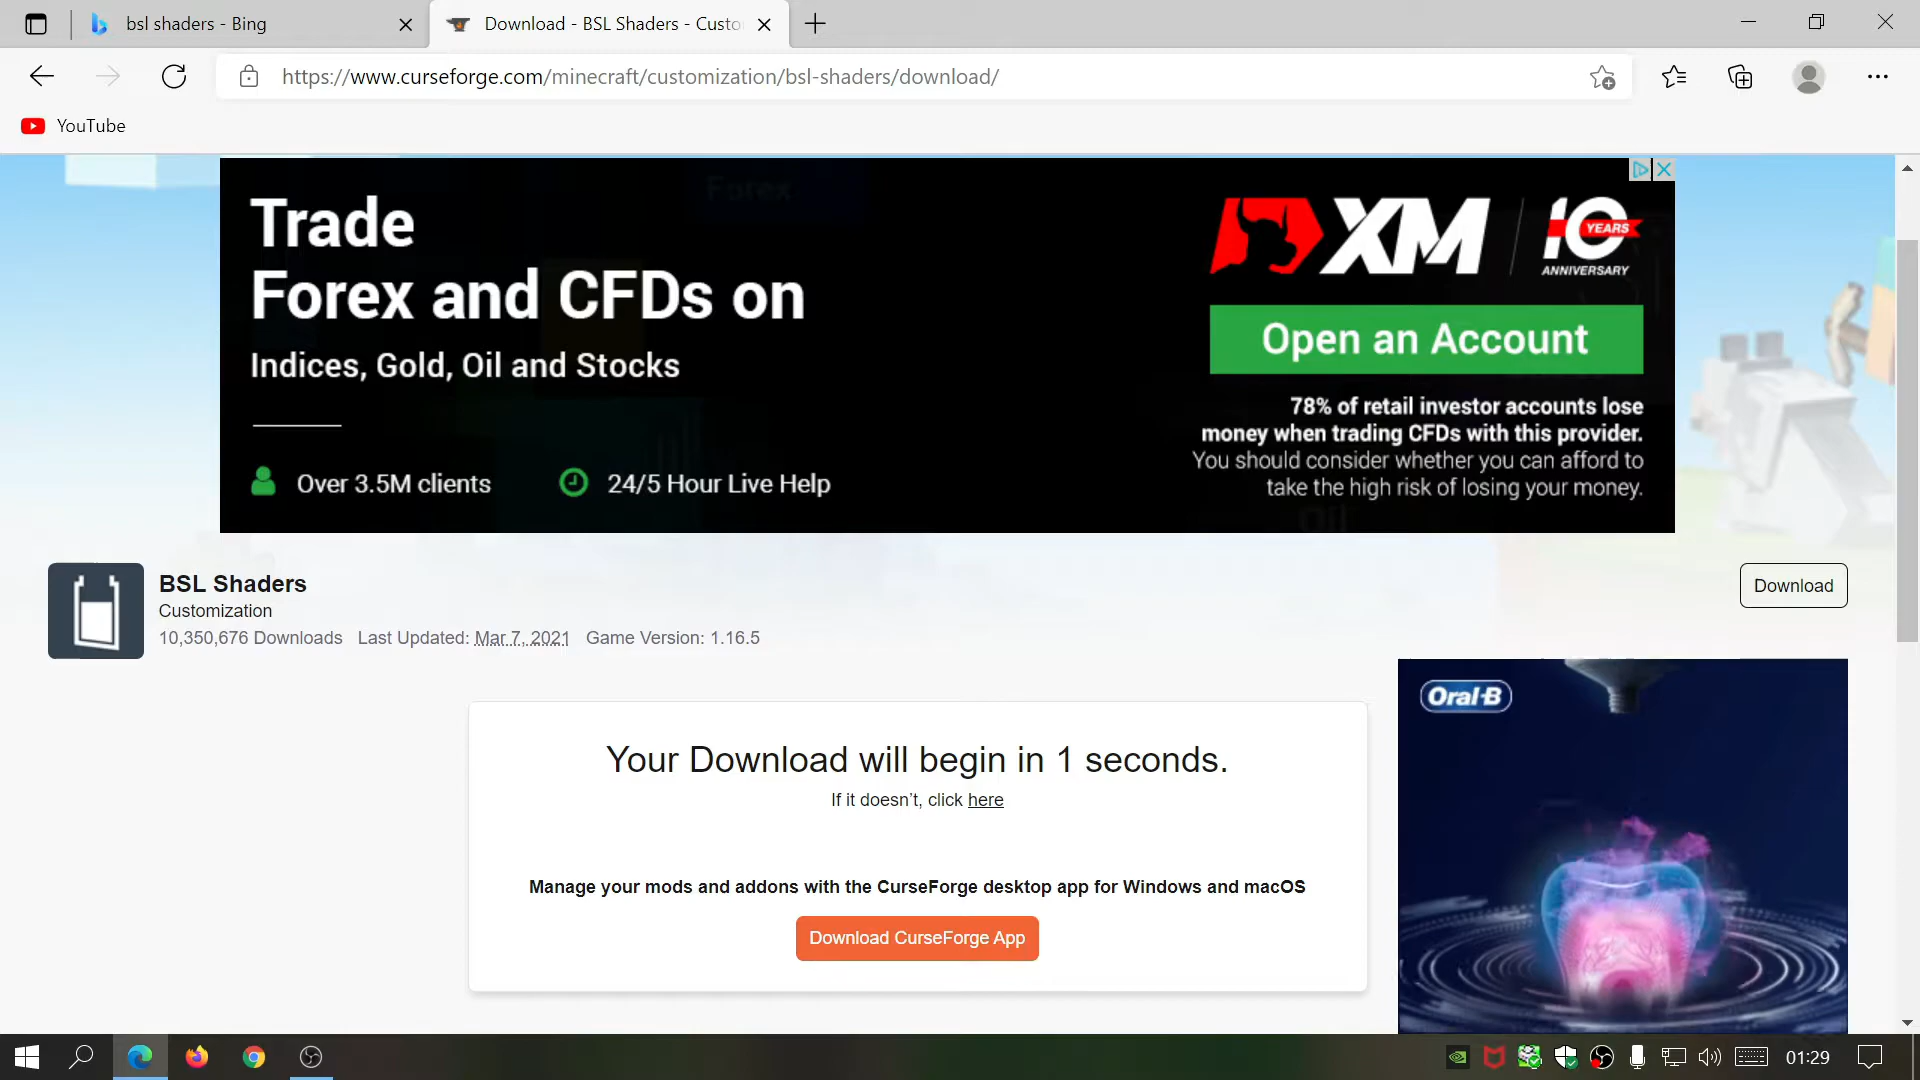 bsl shaders - Bing
Download - BSL Shaders - Custo
https://www.curseforge.com/minecraft/customization/bsl-shaders/download/
YouTube
Forex
Trade
Forex and CFDs on
Indices, Gold, Oil and Stocks
Over 3.5M clients
24/5 Hour Live Help
XM
10
YEARS
ANNIVERSARY
Open an Account
78% of retail investor accounts lose
money when trading CFDs with this provider.
You should consider whether you can afford to
take the high risk of losing your money.
Oil
BSL Shaders
Customization
10,350,676 Downloads Last Updated: Mar 7, 2021 Game Version: 1.16.5
Download
Your Download will begin in 1 seconds.
If it doesn't, click here
Manage your mods and addons with the CurseForge desktop app for Windows and macOS
Download CurseForge App
Oral-B
01:29